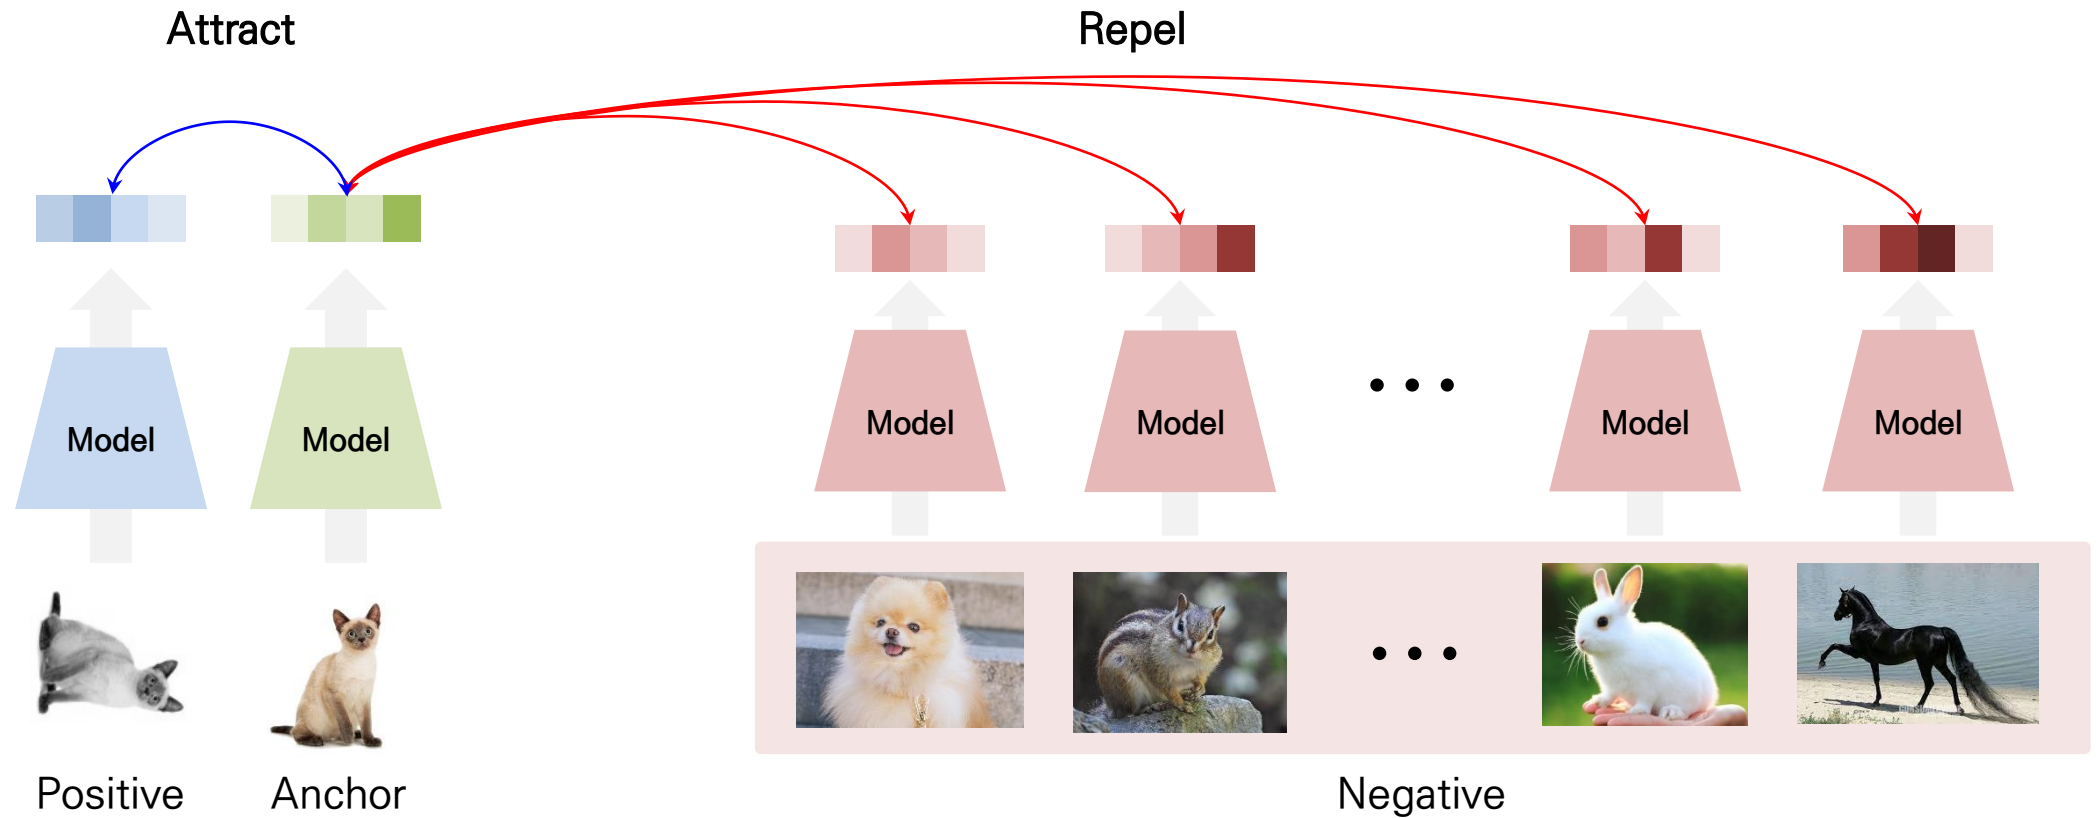 Attract
Repel
Model
Model
Model
Model
Model
Model
Positive
Anchor
Negative